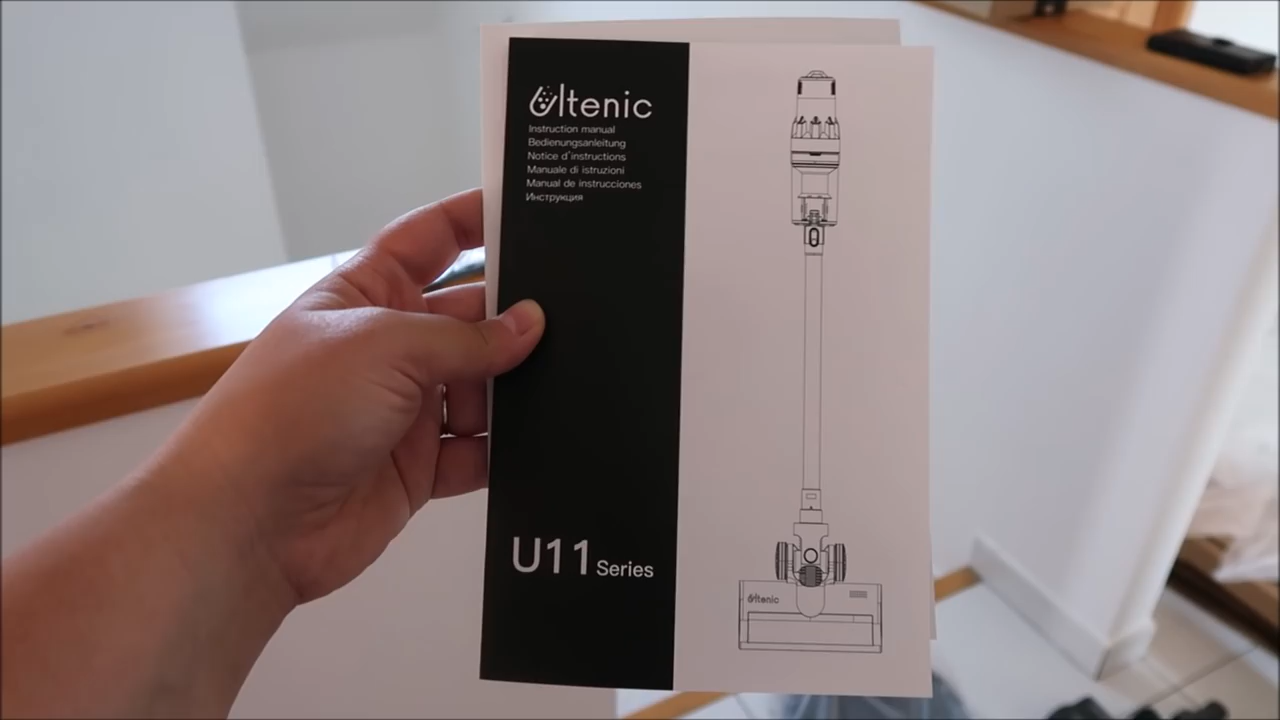 Ultenic
Instruction manual
Bedienungsanleitung
Notice d'instructions
Manuale di istruzioni
Manual de instrucciones
Инструкция
U11 Series
Ultenic